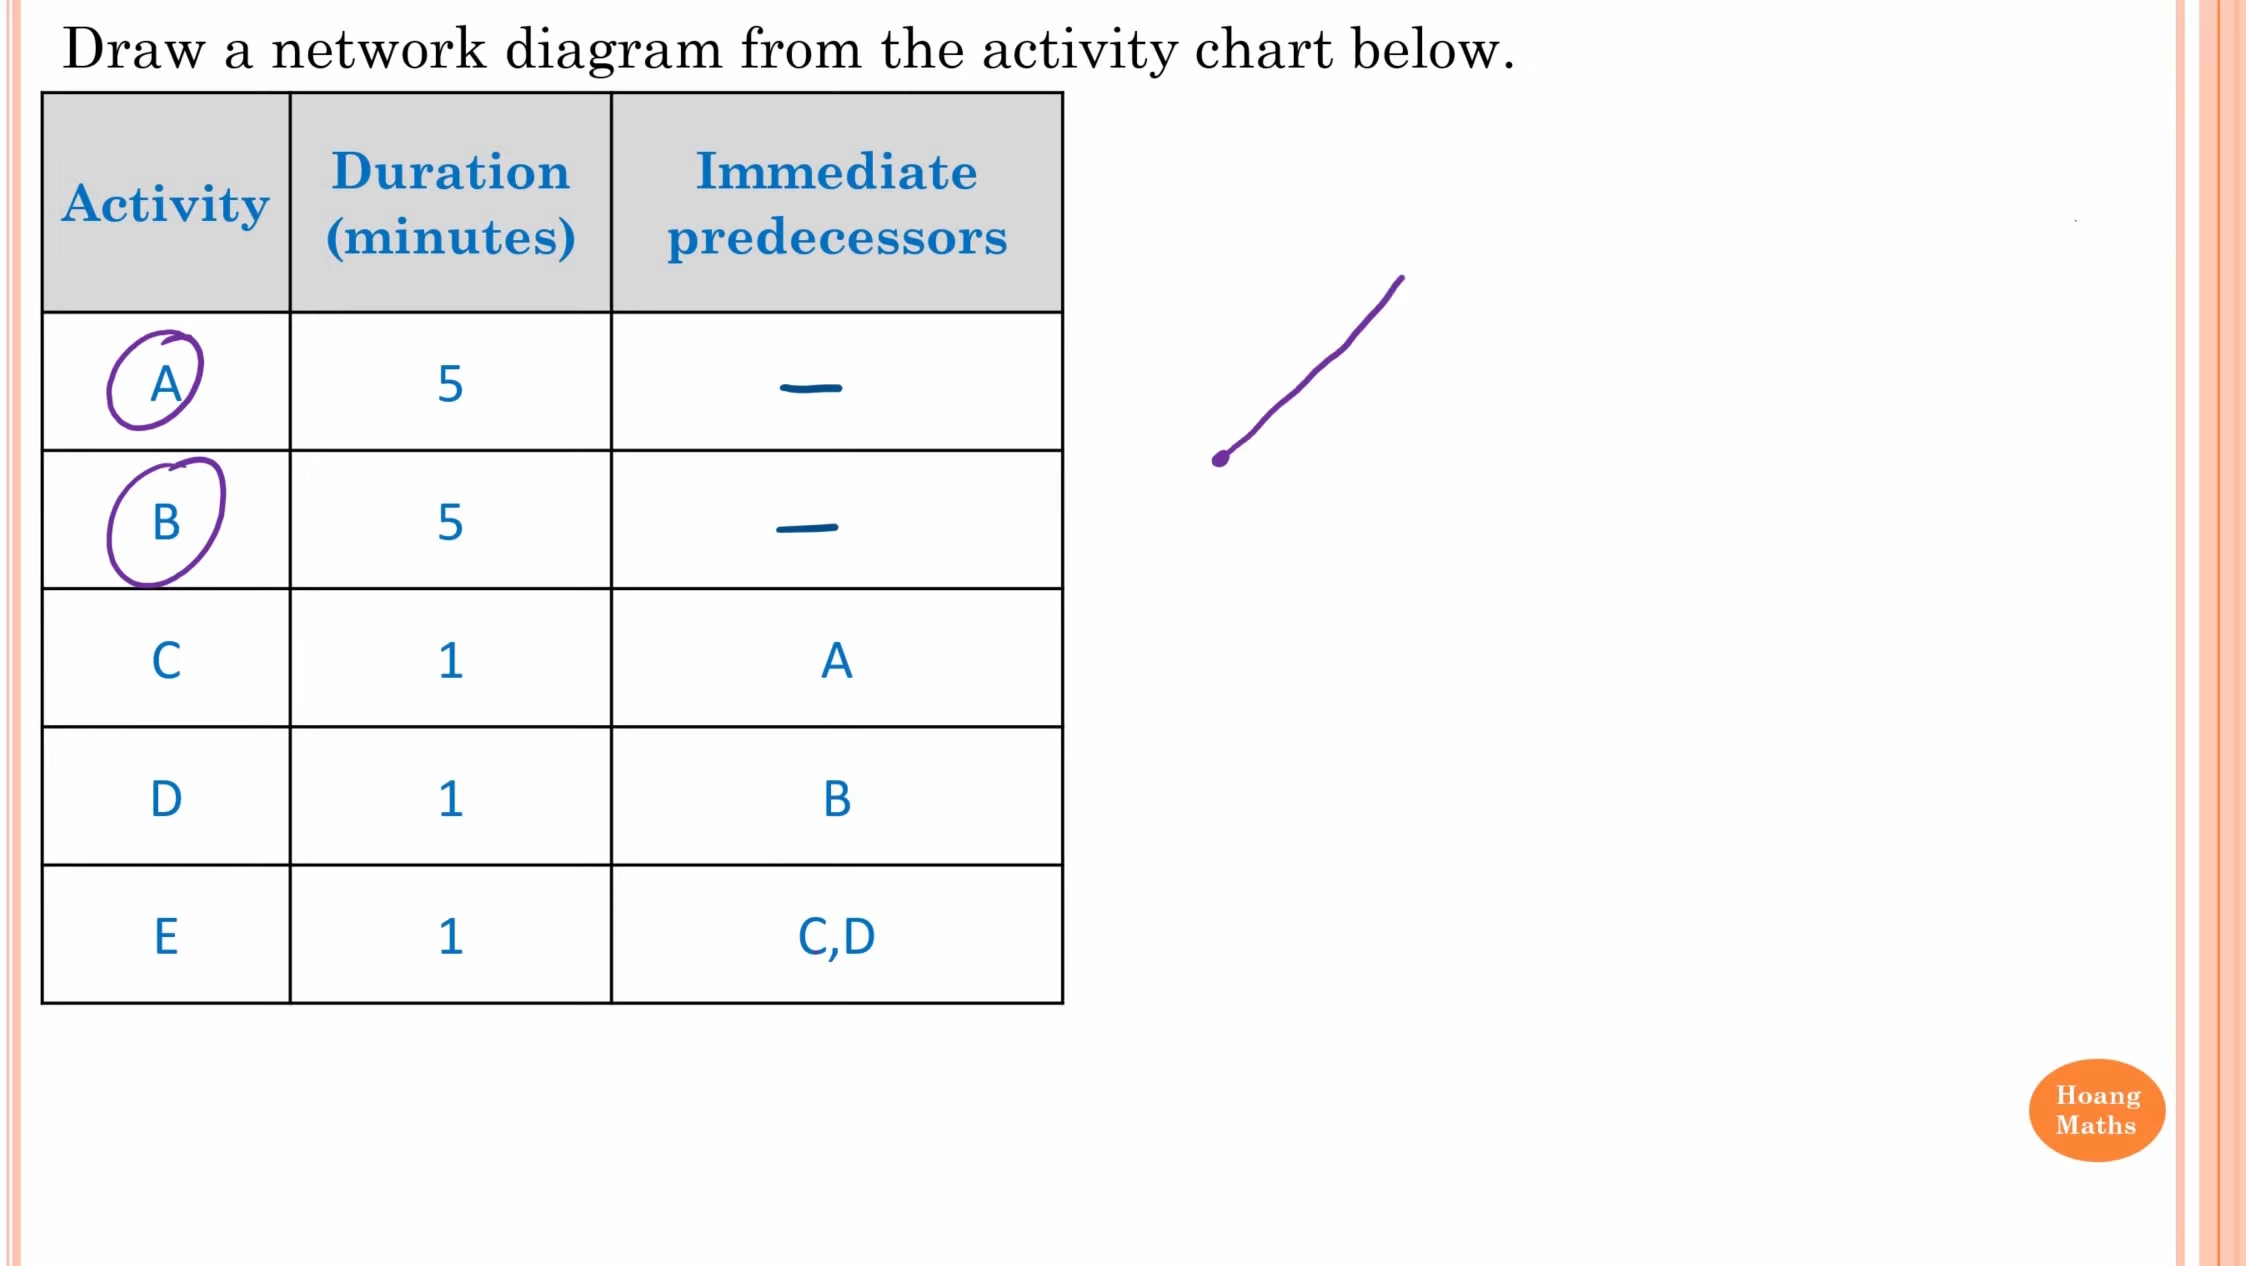 Draw a network diagram from the activity chart below.
Activity
Duration
(minutes)
Immediate
predecessors
A
5
—
B
5
—
C
1
A
D
1
B
E
1
C,D
Hoang
Maths